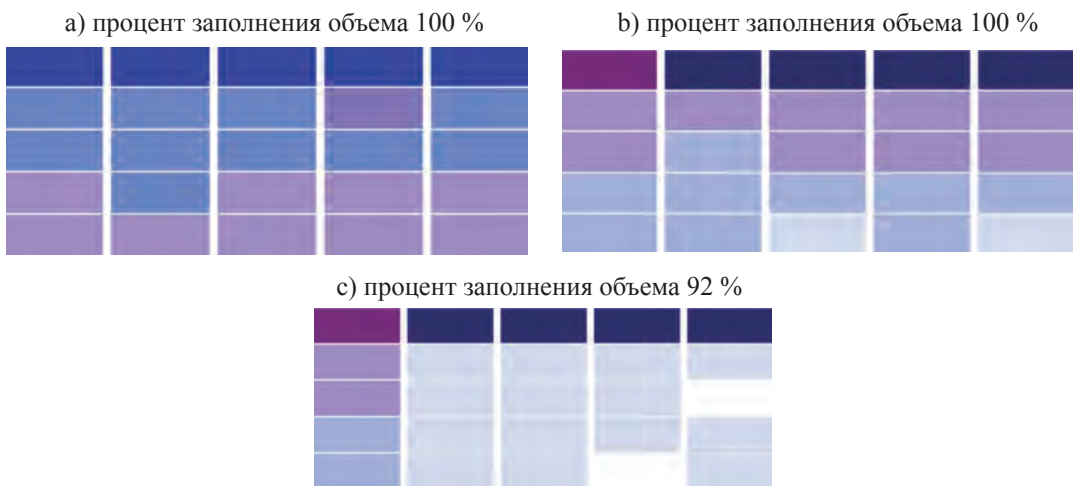 a) процент заполнения объема 100 %
b) процент заполнения объема 100 %
c) процент заполнения объема 92 %